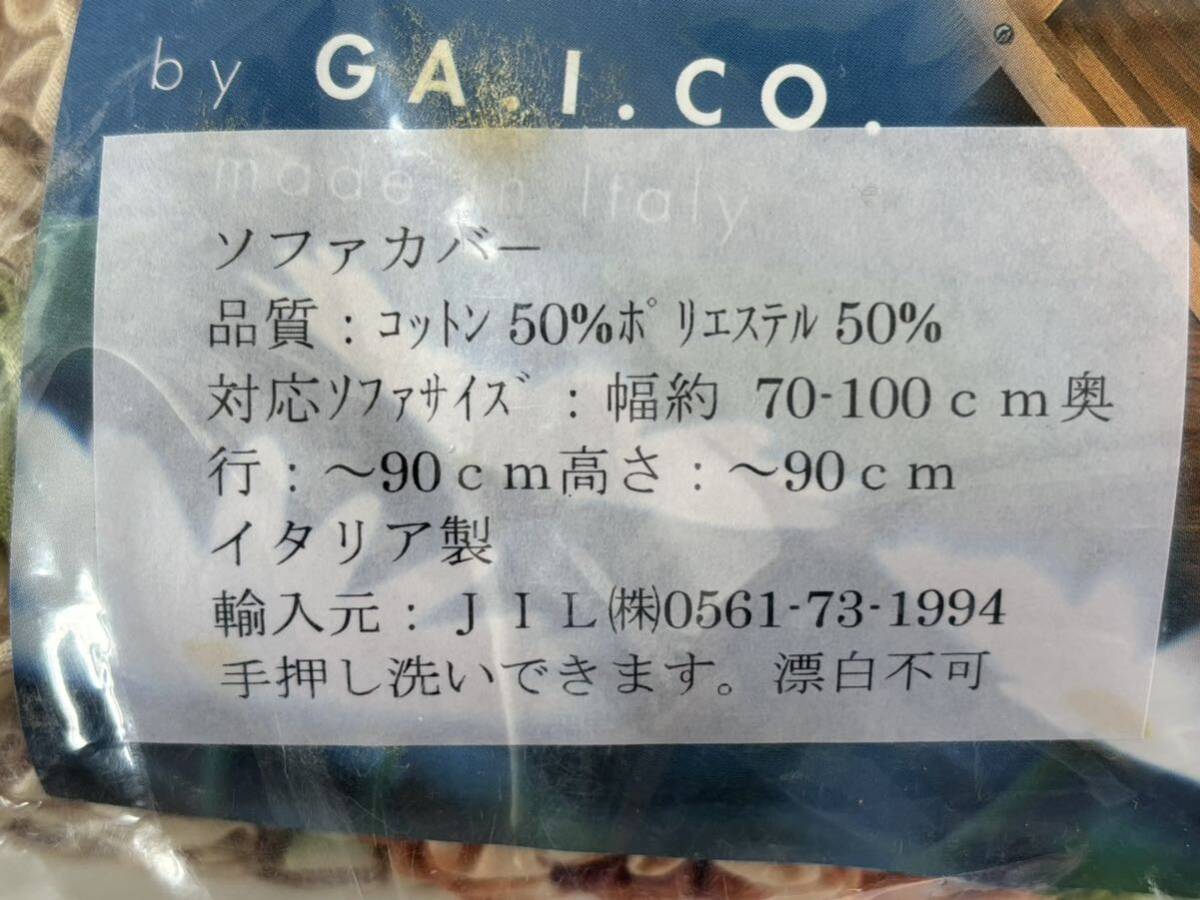 by GA.I.CO.
made in Italy
ソファカバー
品質：ｺｯﾄﾝ 50%ﾎﾟﾘｴｽﾃﾙ 50%
対応ｿﾌｧｻｲｽﾞ：幅約 70-100ｃｍ奥
行：～90ｃｍ高さ：～90ｃｍ
イタリア製
輸入元：ＪＩＬ㈱0561-73-1994
手押し洗いできます。漂白不可